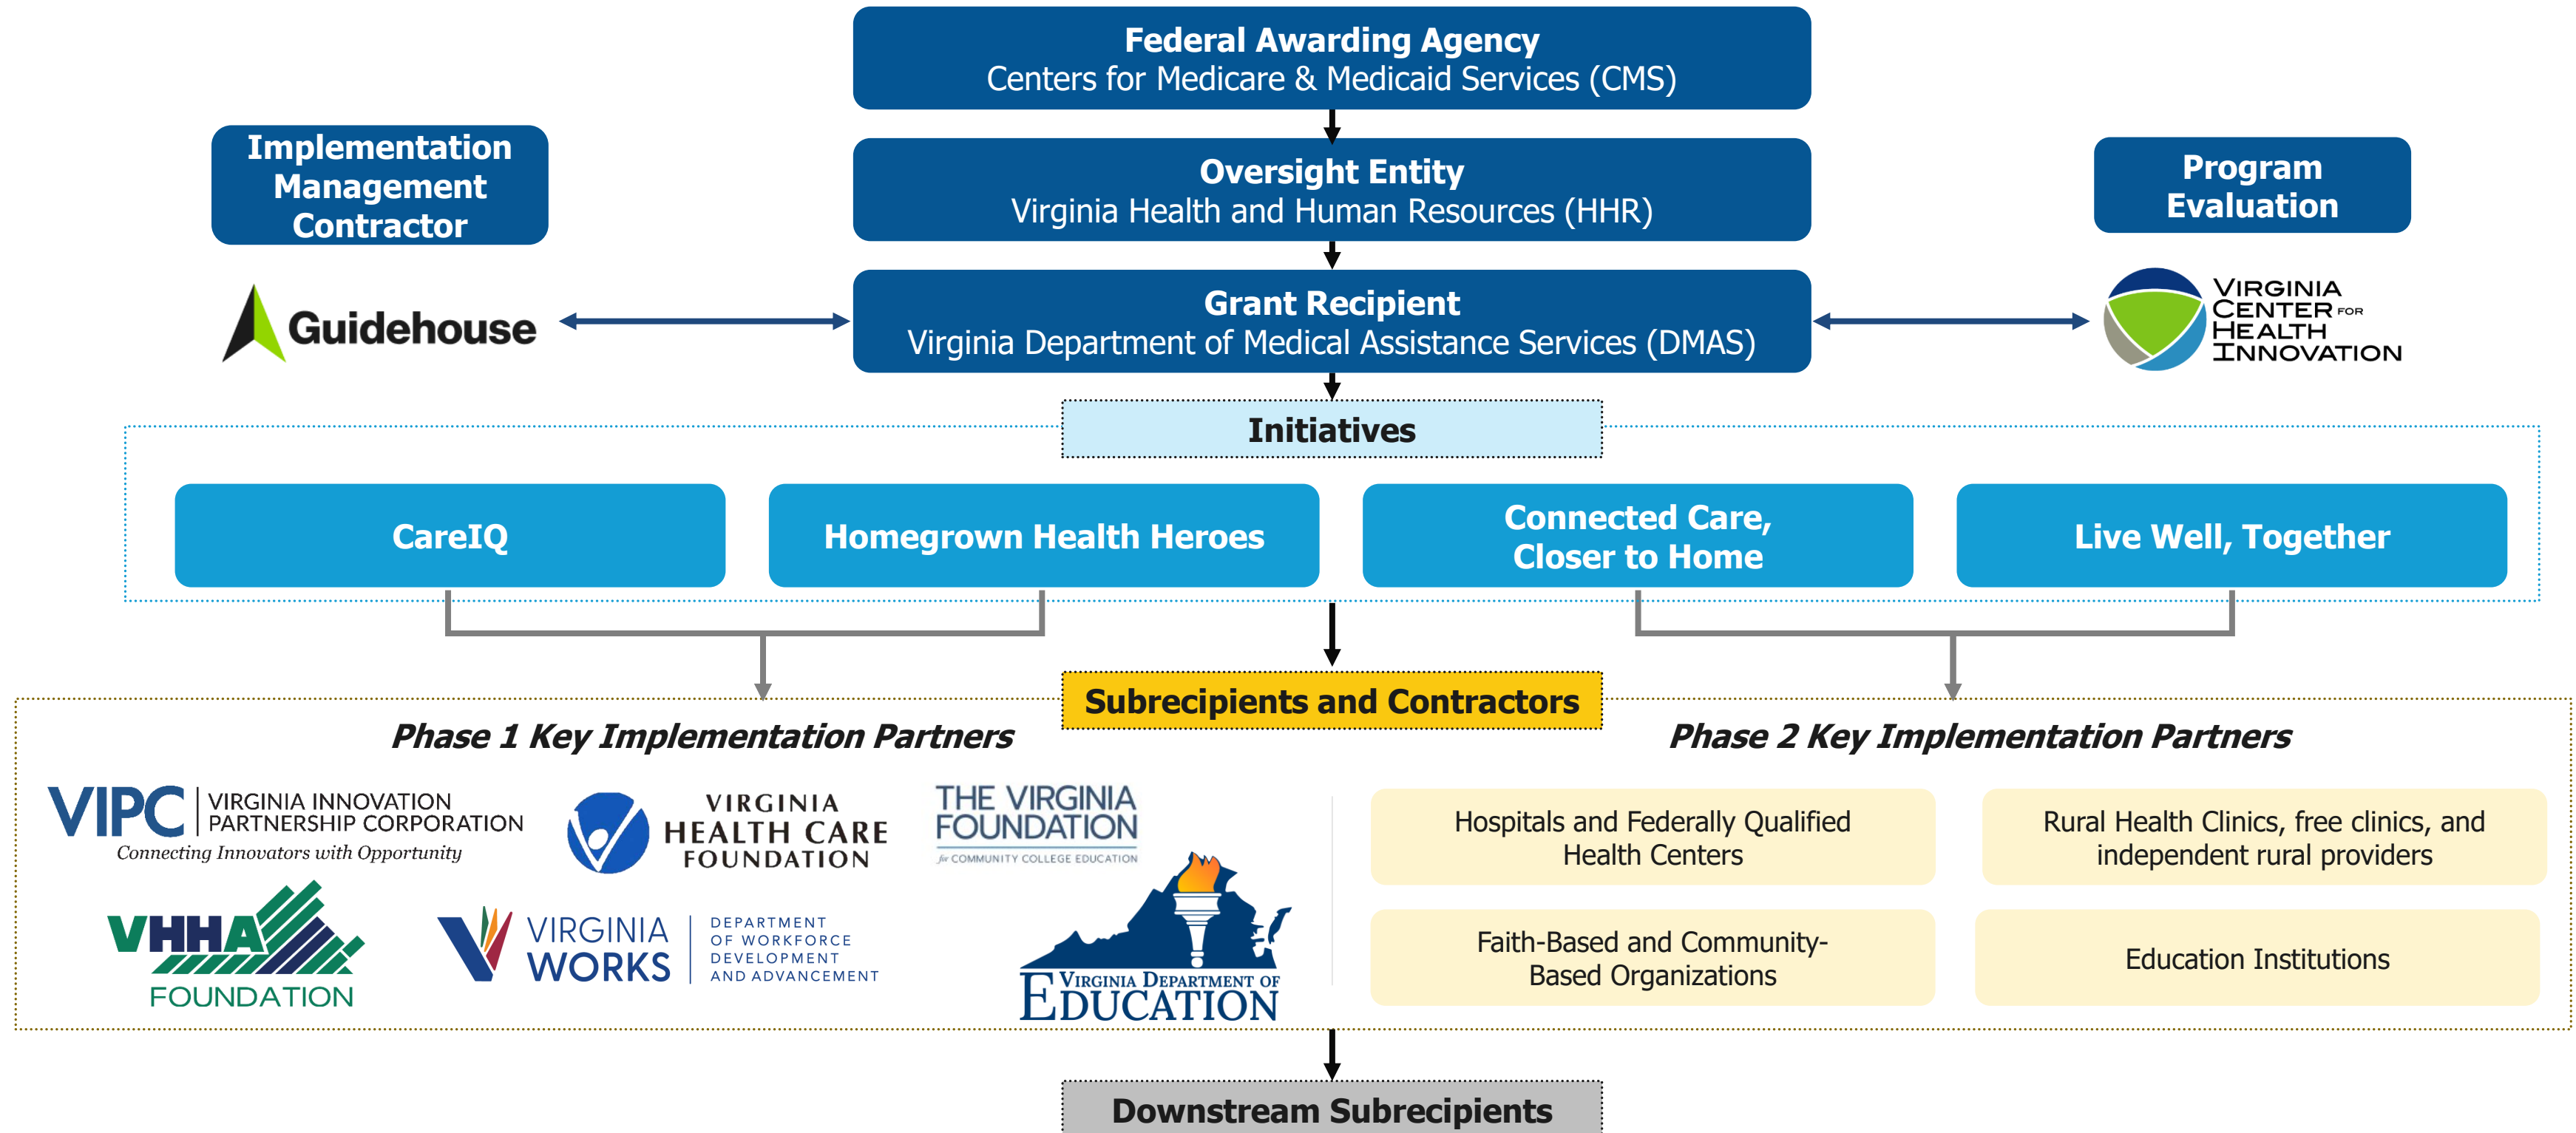 Federal Awarding Agency
Centers for Medicare & Medicaid Services (CMS)
Implementation
Management
Contractor
Oversight Entity
Virginia Health and Human Resources (HHR)
Program
Evaluation
Guidehouse
Grant Recipient
Virginia Department of Medical Assistance Services (DMAS)
VIRGINIA
CENTER FOR
HEALTH
INNOVATION
Initiatives
CareIQ
Homegrown Health Heroes
Connected Care,
Closer to Home
Live Well, Together
Subrecipients and Contractors
Phase 1 Key Implementation Partners
Phase 2 Key Implementation Partners
VIPC
VIRGINIA INNOVATION
PARTNERSHIP CORPORATION
Connecting Innovators with Opportunity
VIRGINIA
HEALTH CARE
FOUNDATION
THE VIRGINIA
FOUNDATION
for COMMUNITY COLLEGE EDUCATION
VHHA
FOUNDATION
VIRGINIA
WORKS
DEPARTMENT
OF WORKFORCE
DEVELOPMENT
AND ADVANCEMENT
VIRGINIA DEPARTMENT OF
EDUCATION
Hospitals and Federally Qualified
Health Centers
Rural Health Clinics, free clinics, and
independent rural providers
Faith-Based and Community-
Based Organizations
Education Institutions
Downstream Subrecipients